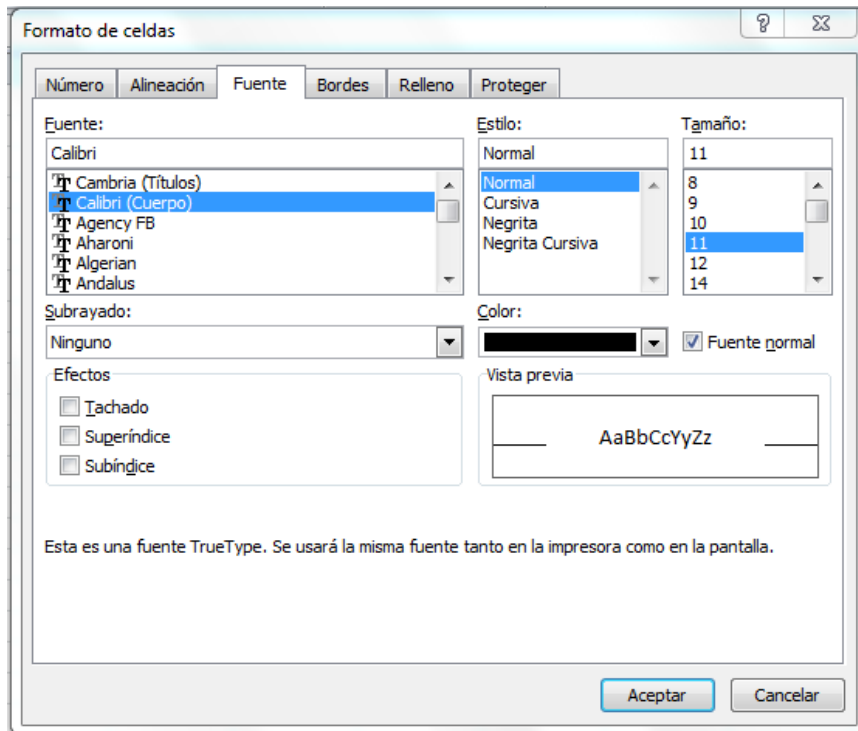 Formato de celdas
Número Alineación Fuente Bordes Relleno Proteger
Fuente: Estilo: Tamaño:
Calibri Normal 11
Cambria (Títulos) Normal 8
Calibri (Cuerpo) Cursiva 9
Agency FB Negrita 10
Aharoni Negrita Cursiva 11
Algerian 12
Andalus 14
Subrayado: Color:
Ninguno Fuente normal
Efectos Vista previa
Tachado
Superíndice AaBbCcYyZz
Subíndice
Esta es una fuente TrueType. Se usará la misma fuente tanto en la impresora como en la pantalla.
Aceptar Cancelar